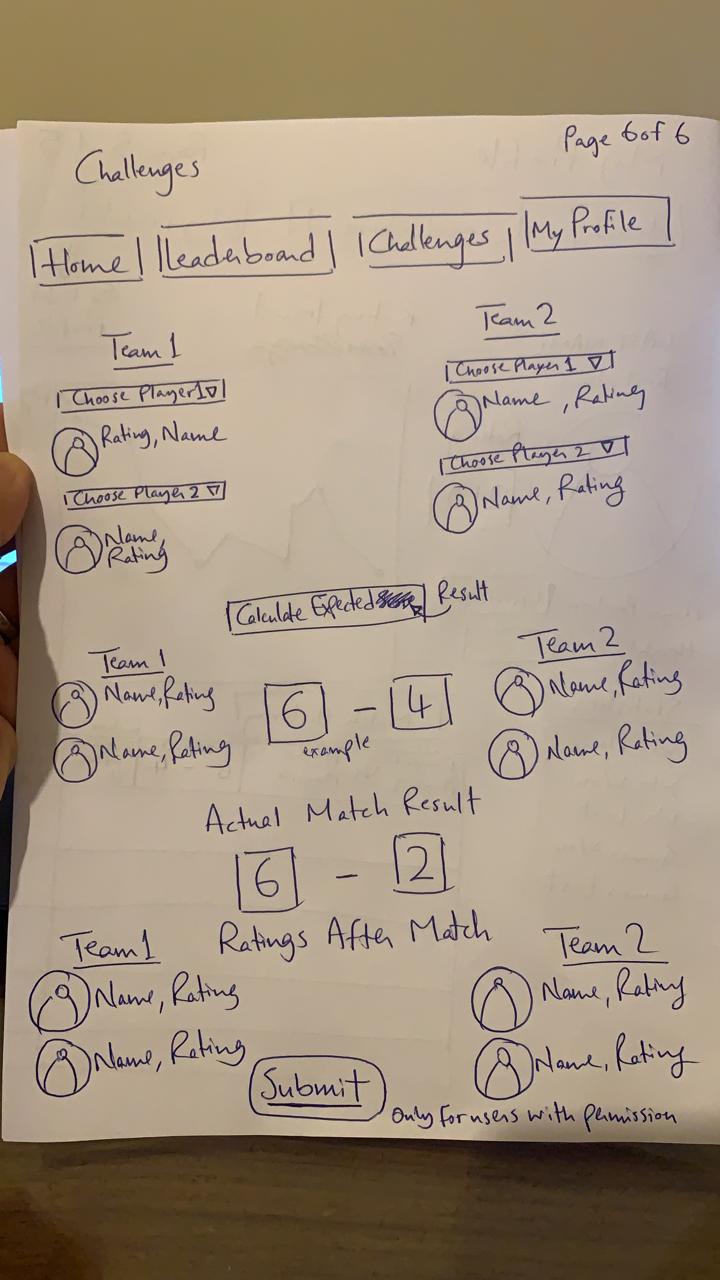 Page 6 of 6
Challenges
Home Leaderboard Challenges My Profile
Team 1 Team 2
Choose Player 1 Choose Player 1
Rating, Name Name, Rating
Choose Player 2 Choose Player 2
Name, Rating Name, Rating
Calculate Expected Result
Team 1 Team 2
Name, Rating 6 - 4 Name, Rating
example
Name, Rating Name, Rating
Actual Match Result
6 - 2
Ratings After Match
Team 1 Team 2
Name, Rating Name, Rating
Name, Rating Name, Rating
Submit
Only for users with permission